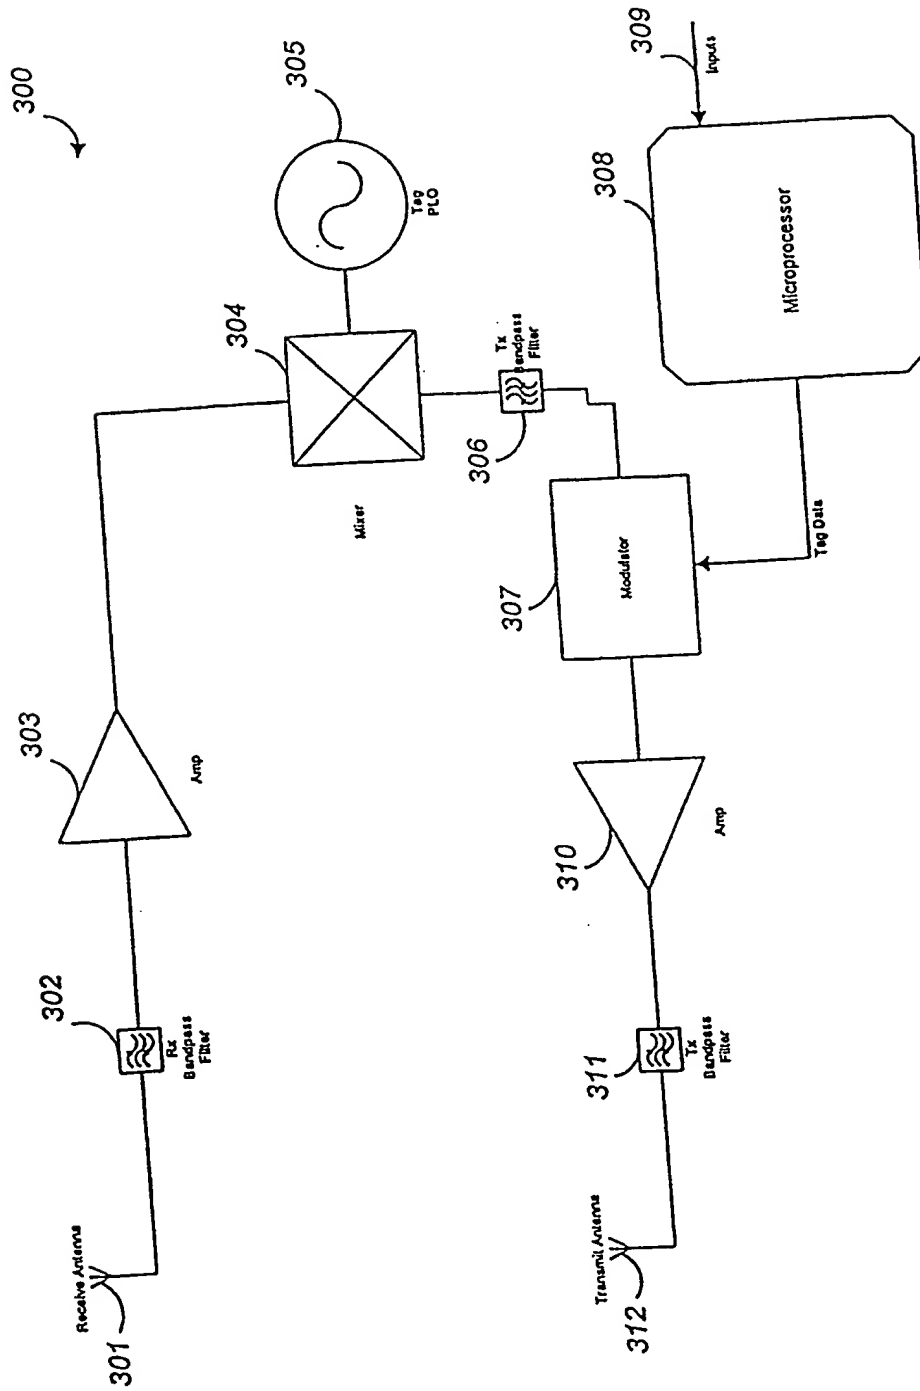 300
301
Receive Antenna
302
Rx
Bandpass
Filter
303
Amp
304
Mixer
305
Tag
PLO
306
Tx
Bandpass
Filter
307
Modulator
308
Microprocessor
309
Inputs
Tag Data
310
Amp
311
Tx
Bandpass
Filter
312
Transmit Antenna